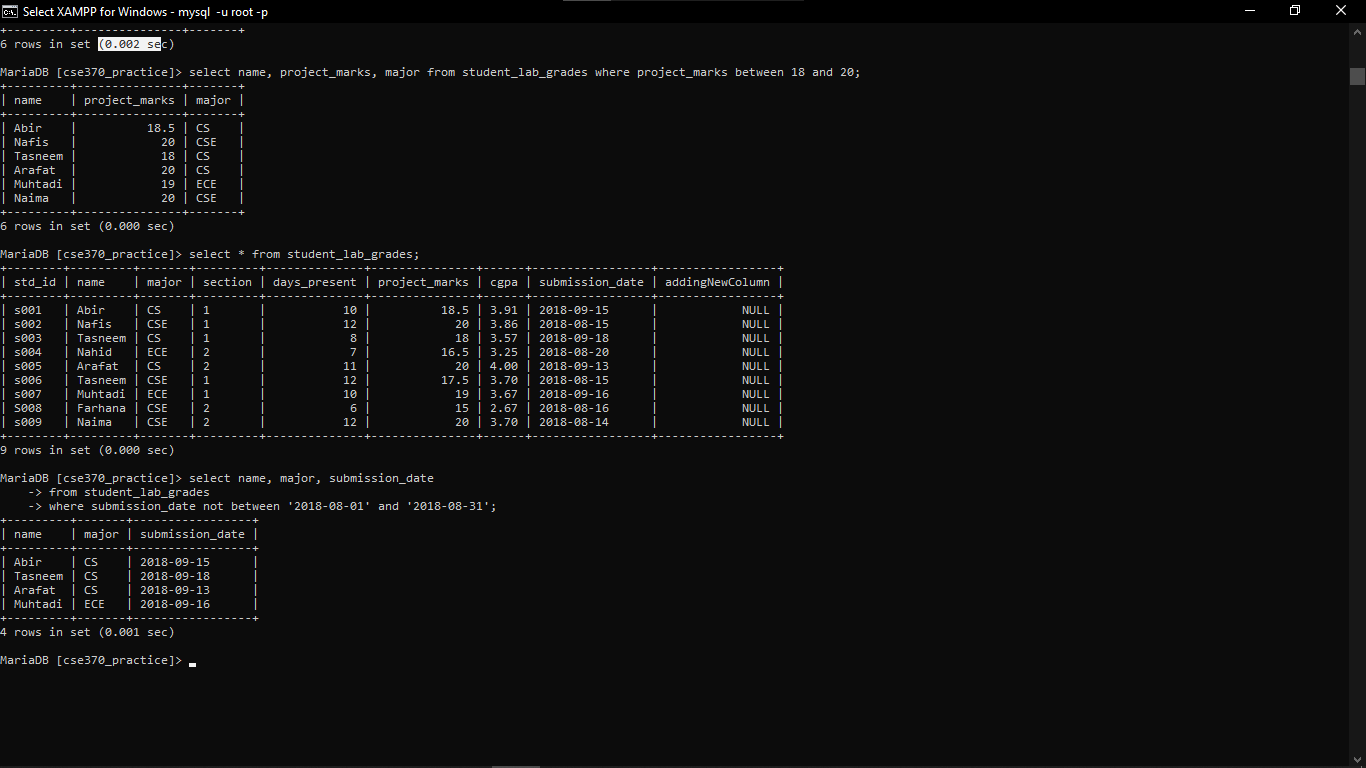 Select XAMPP for Windows - mysql  -u root -p
+---------+---------------+-------+
6 rows in set (0.002 sec)
MariaDB [cse370_practice]> select name, project_marks, major from student_lab_grades where project_marks between 18 and 20;
+---------+---------------+-------+
| name    | project_marks | major |
+---------+---------------+-------+
| Abir    |          18.5 | CS    |
| Nafis   |            20 | CSE   |
| Tasneem |            18 | CS    |
| Arafat  |            20 | CS    |
| Muhtadi |            19 | ECE   |
| Naima   |            20 | CSE   |
+---------+---------------+-------+
6 rows in set (0.000 sec)
MariaDB [cse370_practice]> select * from student_lab_grades;
+--------+---------+-------+---------+--------------+---------------+------+-----------------+-----------------+
| std_id | name    | major | section | days_present | project_marks | cgpa | submission_date | addingNewColumn |
+--------+---------+-------+---------+--------------+---------------+------+-----------------+-----------------+
| s001   | Abir    | CS    | 1       |           10 |          18.5 | 3.91 | 2018-09-15      |            NULL |
| s002   | Nafis   | CSE   | 1       |           12 |            20 | 3.86 | 2018-08-15      |            NULL |
| s003   | Tasneem | CS    | 1       |            8 |            18 | 3.57 | 2018-09-18      |            NULL |
| s004   | Nahid   | ECE   | 2       |            7 |          16.5 | 3.25 | 2018-08-20      |            NULL |
| s005   | Arafat  | CS    | 2       |           11 |            20 | 4.00 | 2018-09-13      |            NULL |
| s006   | Tasneem | CSE   | 1       |           12 |          17.5 | 3.70 | 2018-08-15      |            NULL |
| s007   | Muhtadi | ECE   | 1       |           10 |            19 | 3.67 | 2018-09-16      |            NULL |
| S008   | Farhana | CSE   | 2       |            6 |            15 | 2.67 | 2018-08-16      |            NULL |
| s009   | Naima   | CSE   | 2       |           12 |            20 | 3.70 | 2018-08-14      |            NULL |
+--------+---------+-------+---------+--------------+---------------+------+-----------------+-----------------+
9 rows in set (0.000 sec)
MariaDB [cse370_practice]> select name, major, submission_date
    -> from student_lab_grades
    -> where submission_date not between '2018-08-01' and '2018-08-31';
+---------+-------+-----------------+
| name    | major | submission_date |
+---------+-------+-----------------+
| Abir    | CS    | 2018-09-15      |
| Tasneem | CS    | 2018-09-18      |
| Arafat  | CS    | 2018-09-13      |
| Muhtadi | ECE   | 2018-09-16      |
+---------+-------+-----------------+
4 rows in set (0.001 sec)
MariaDB [cse370_practice]>